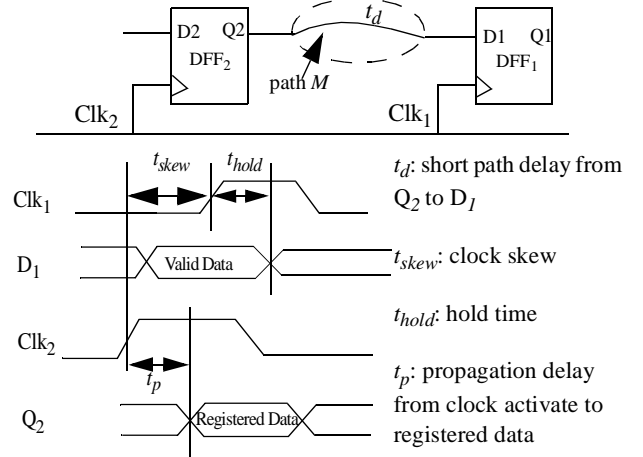 t_d
D2 Q2
DFF_2
path M
D1 Q1
DFF_1
Clk_2
Clk_1
t_skew t_hold
Clk_1
D_1
Valid Data
Clk_2
t_p
Q_2
Registered Data
t_d: short path delay from
Q_2 to D_1
t_skew: clock skew
t_hold: hold time
t_p: propagation delay
from clock activate to
registered data